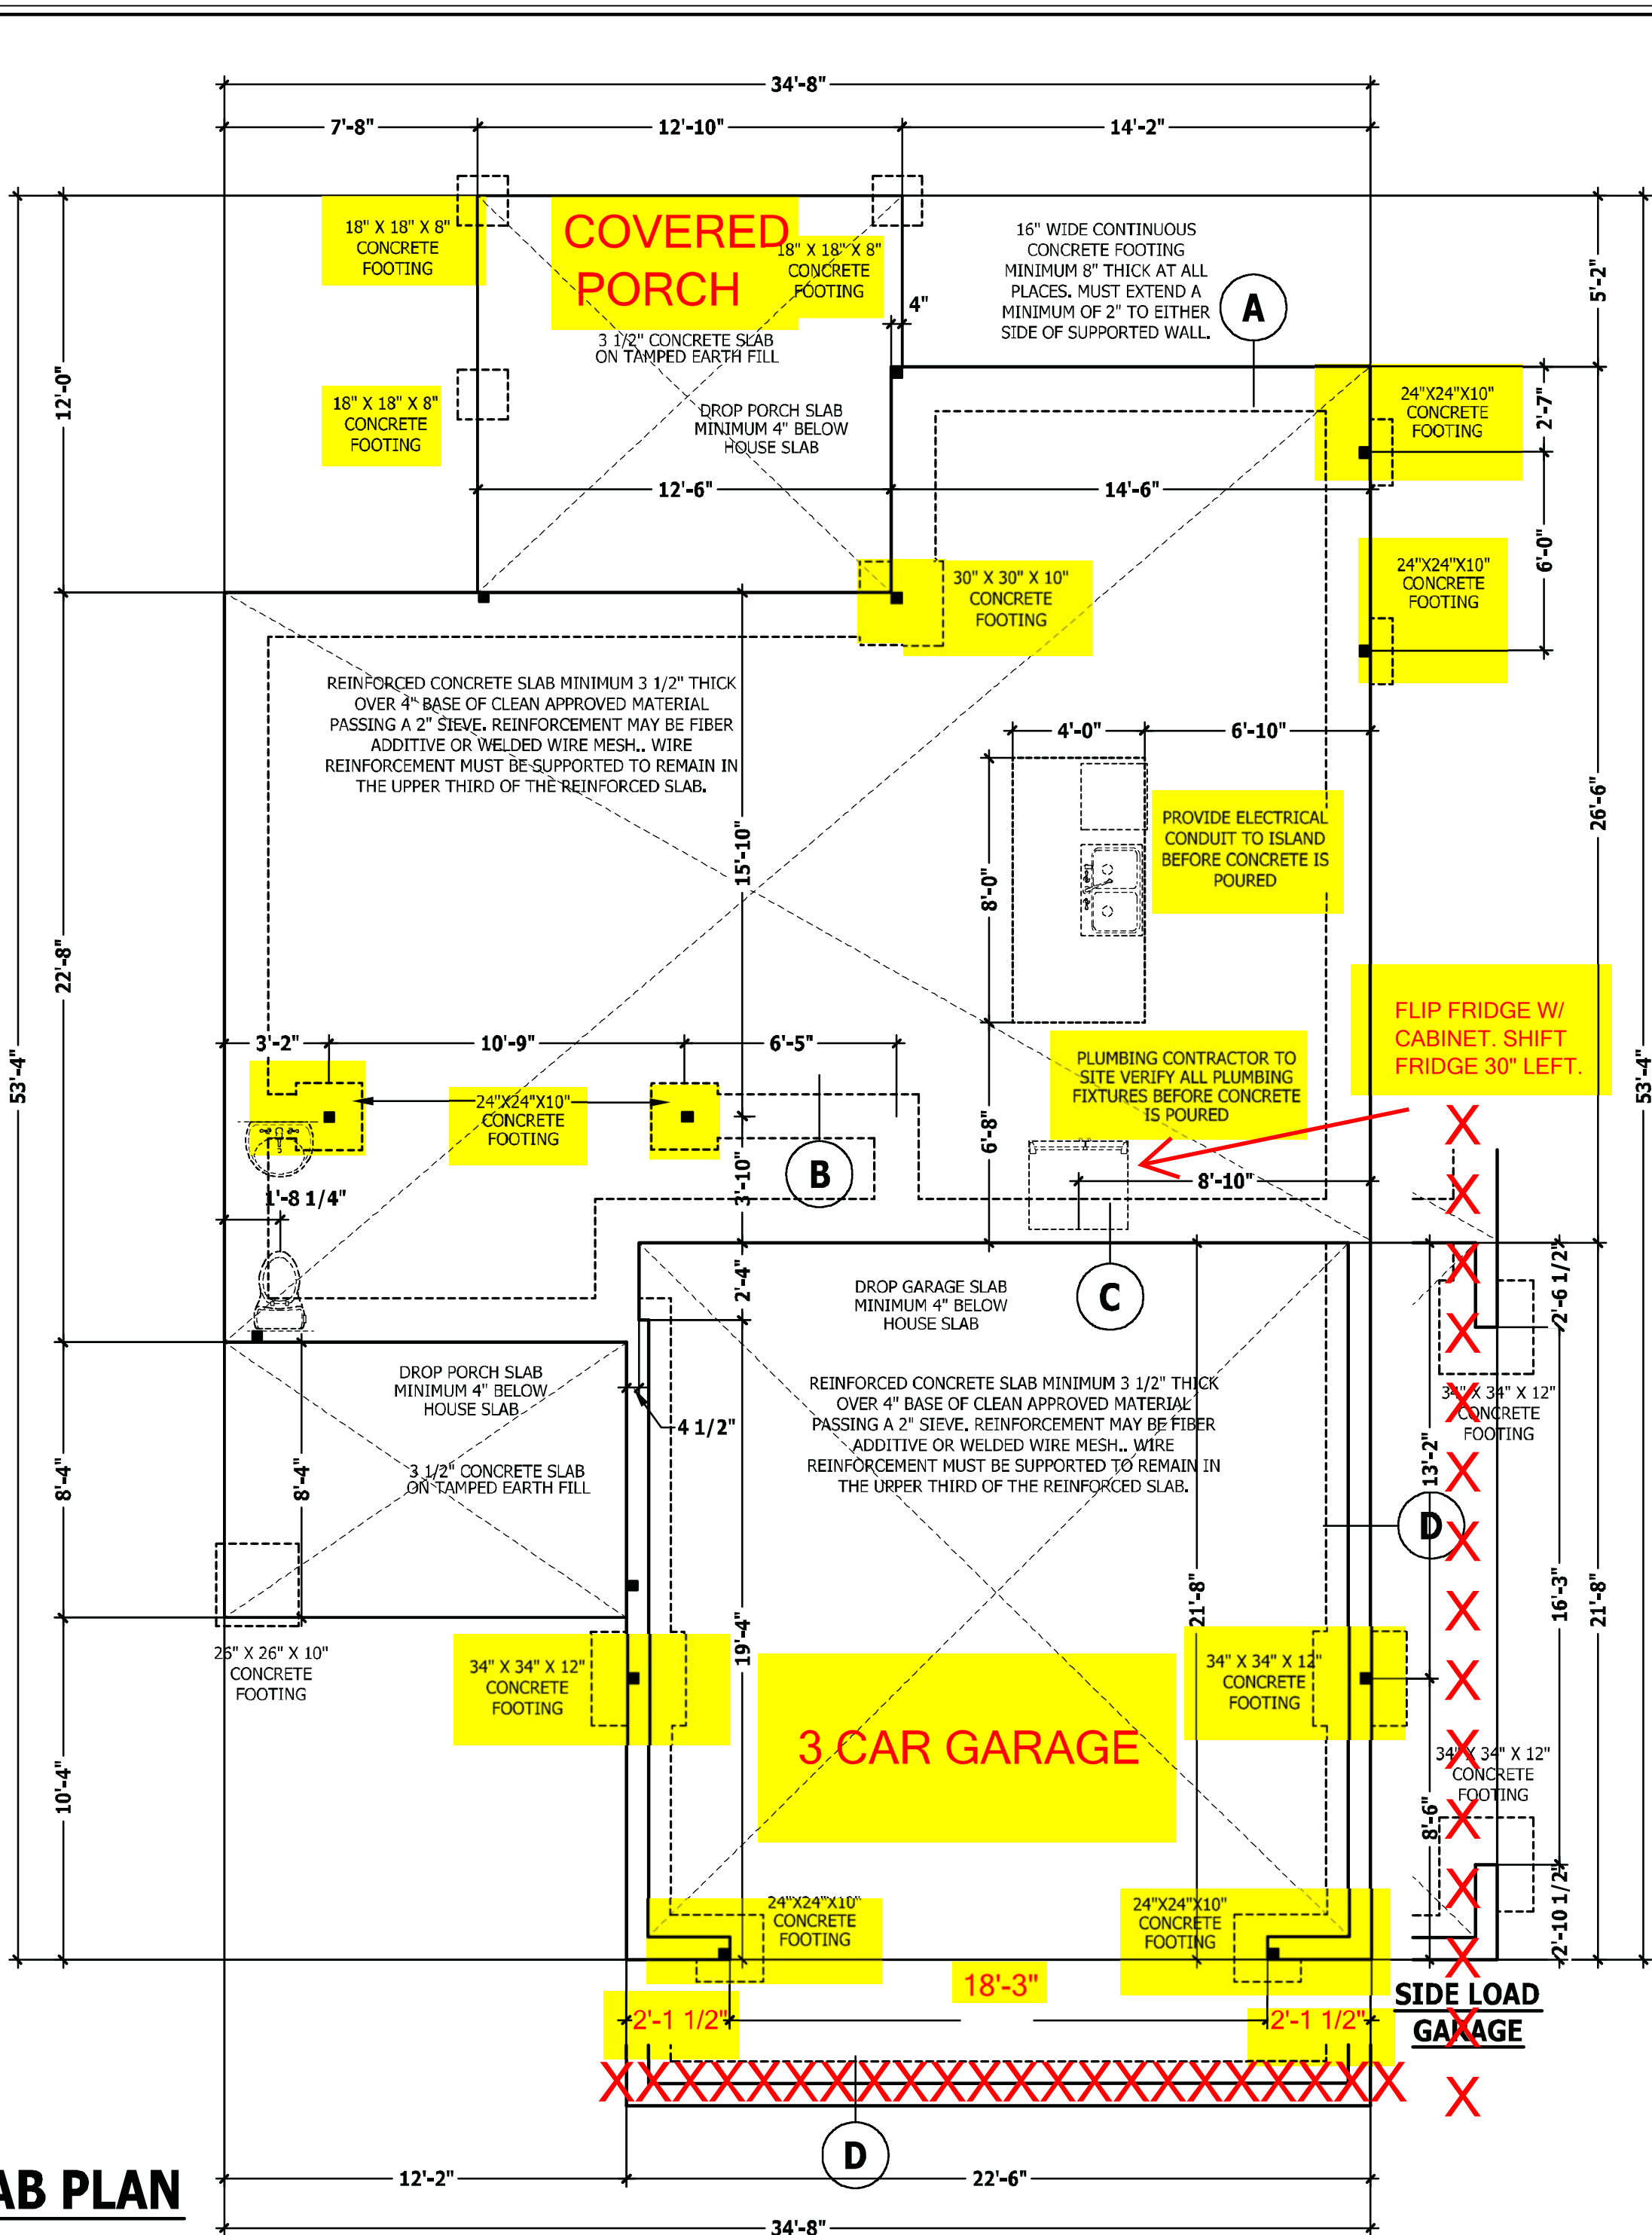 34'-8"
7'-8"
12'-10"
14'-2"
18" X 18" X 8"
CONCRETE
FOOTING
COVERED
PORCH
18" X 18" X 8"
CONCRETE
FOOTING
4"
3 1/2" CONCRETE SLAB
ON TAMPED EARTH FILL
16" WIDE CONTINUOUS
CONCRETE FOOTING
MINIMUM 8" THICK AT ALL
PLACES. MUST EXTEND A
MINIMUM OF 2" TO EITHER
SIDE OF SUPPORTED WALL.
A
5'-2"
12'-0"
18" X 18" X 8"
CONCRETE
FOOTING
DROP PORCH SLAB
MINIMUM 4" BELOW
HOUSE SLAB
24"X24"X10"
CONCRETE
FOOTING
2'-7"
12'-6"
14'-6"
6'-0"
30" X 30" X 10"
CONCRETE
FOOTING
24"X24"X10"
CONCRETE
FOOTING
REINFORCED CONCRETE SLAB MINIMUM 3 1/2" THICK
OVER 4" BASE OF CLEAN APPROVED MATERIAL
PASSING A 2" SIEVE. REINFORCEMENT MAY BE FIBER
ADDITIVE OR WELDED WIRE MESH.. WIRE
REINFORCEMENT MUST BE SUPPORTED TO REMAIN IN
THE UPPER THIRD OF THE REINFORCED SLAB.
4'-0"
6'-10"
26'-6"
15'-10"
8'-0"
PROVIDE ELECTRICAL
CONDUIT TO ISLAND
BEFORE CONCRETE IS
POURED
22'-8"
FLIP FRIDGE W/
CABINET. SHIFT
FRIDGE 30" LEFT.
53'-4"
53'-4"
3'-2"
10'-9"
6'-5"
PLUMBING CONTRACTOR TO
SITE VERIFY ALL PLUMBING
FIXTURES BEFORE CONCRETE
IS POURED
24"X24"X10"
CONCRETE
FOOTING
6'-8"
3'-10"
B
8'-10"
1'-8 1/4"
2'-4"
DROP GARAGE SLAB
MINIMUM 4" BELOW
HOUSE SLAB
C
2'-6 1/2"
DROP PORCH SLAB
MINIMUM 4" BELOW
HOUSE SLAB
4 1/2"
REINFORCED CONCRETE SLAB MINIMUM 3 1/2" THICK
OVER 4" BASE OF CLEAN APPROVED MATERIAL
PASSING A 2" SIEVE. REINFORCEMENT MAY BE FIBER
ADDITIVE OR WELDED WIRE MESH.. WIRE
REINFORCEMENT MUST BE SUPPORTED TO REMAIN IN
THE UPPER THIRD OF THE REINFORCED SLAB.
34" X 34" X 12"
CONCRETE
FOOTING
13'-2"
8'-4"
8'-4"
3 1/2" CONCRETE SLAB
ON TAMPED EARTH FILL
D
19'-4"
21'-8"
16'-3"
21'-8"
26" X 26" X 10"
CONCRETE
FOOTING
34" X 34" X 12"
CONCRETE
FOOTING
34" X 34" X 12"
CONCRETE
FOOTING
3 CAR GARAGE
34" X 34" X 12"
CONCRETE
FOOTING
10'-4"
8'-6"
24"X24"X10"
CONCRETE
FOOTING
24"X24"X10"
CONCRETE
FOOTING
2'-10 1/2"
18'-3"
2'-1 1/2"
2'-1 1/2"
SIDE LOAD
GARAGE
X X X X X X X X X X X X X X X
XXXXXXXXXXXXXXXXXXXXX
D
AB PLAN
12'-2"
22'-6"
34'-8"